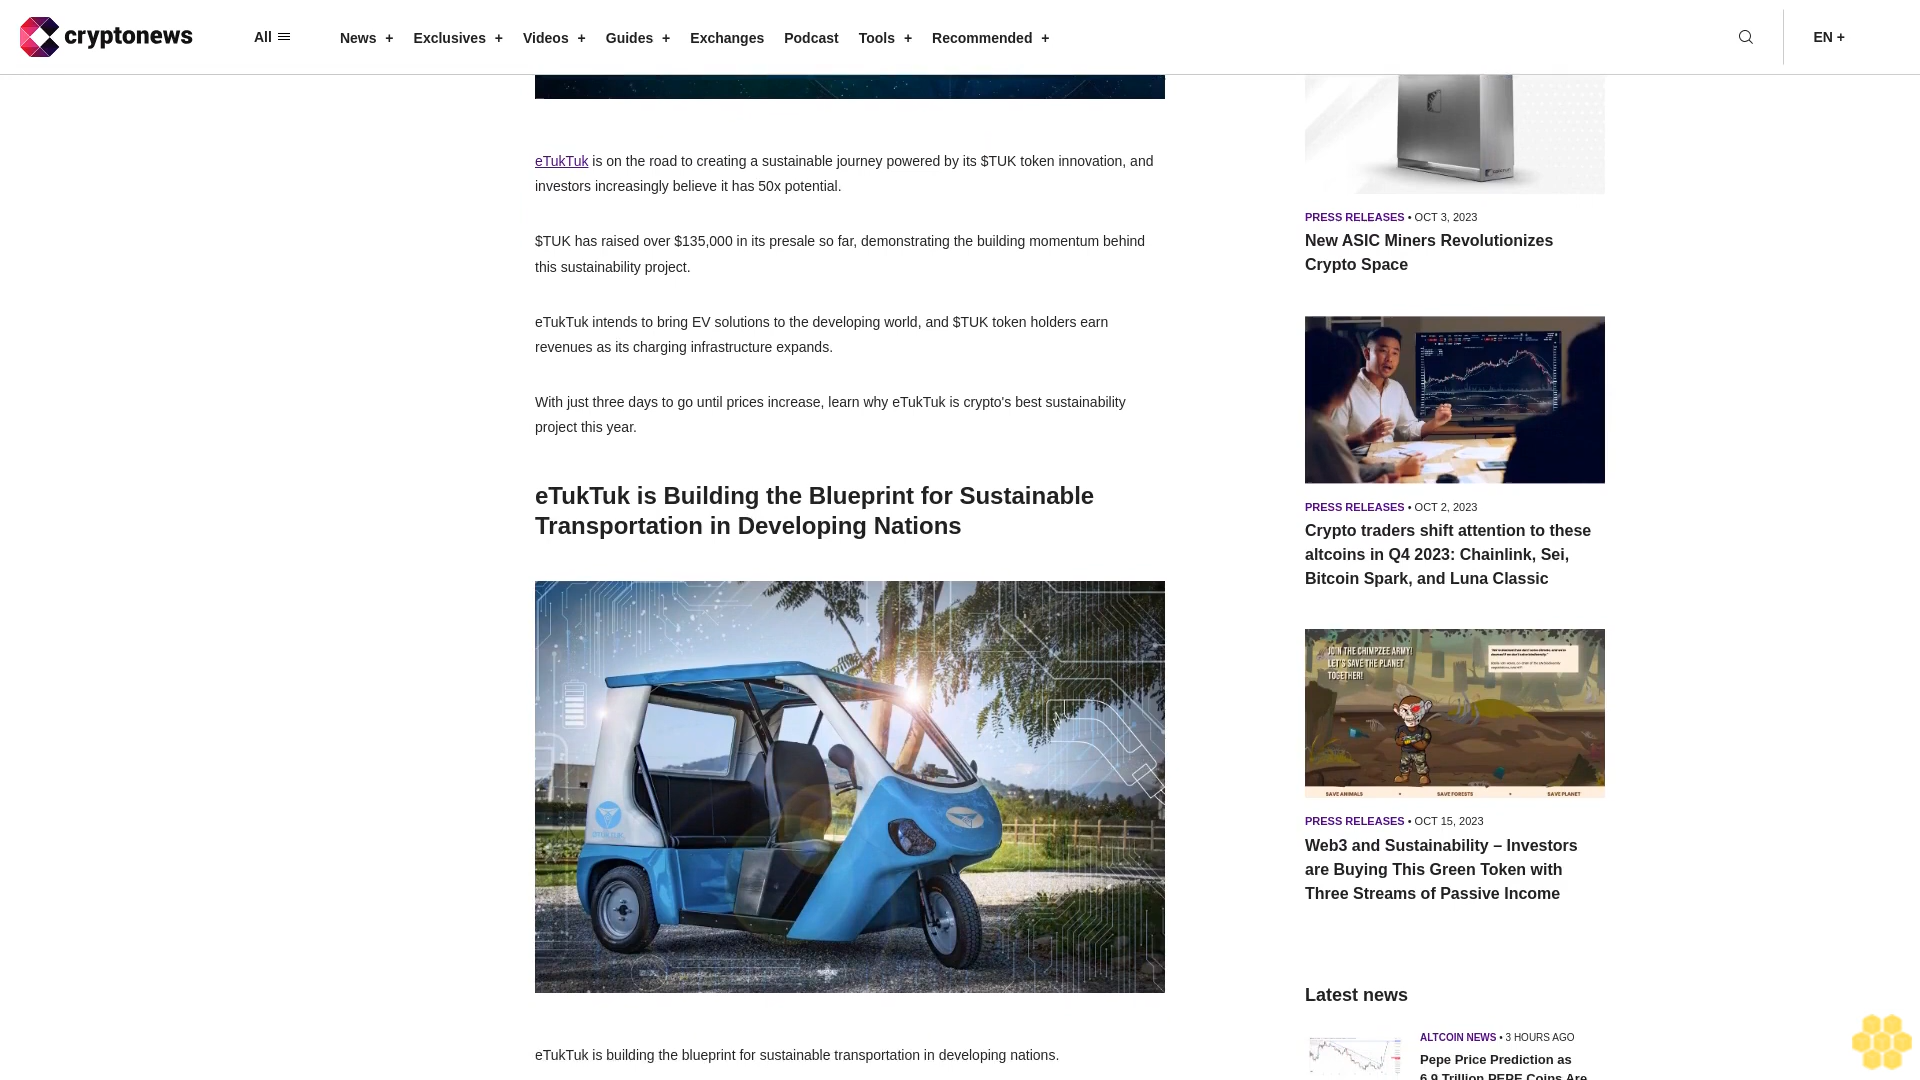 cryptonews
All
News +
Exclusives +
Videos +
Guides +
Exchanges
Podcast
Tools +
Recommended +
EN +
eTukTuk is on the road to creating a sustainable journey powered by its $TUK token innovation, and
investors increasingly believe it has 50x potential.
$TUK has raised over $135,000 in its presale so far, demonstrating the building momentum behind
this sustainability project.
eTukTuk intends to bring EV solutions to the developing world, and $TUK token holders earn
revenues as its charging infrastructure expands.
With just three days to go until prices increase, learn why eTukTuk is crypto's best sustainability
project this year.
eTukTuk is Building the Blueprint for Sustainable
Transportation in Developing Nations
eTukTuk is building the blueprint for sustainable transportation in developing nations.
PRESS RELEASES • OCT 3, 2023
New ASIC Miners Revolutionizes
Crypto Space
PRESS RELEASES • OCT 2, 2023
Crypto traders shift attention to these
altcoins in Q4 2023: Chainlink, Sei,
Bitcoin Spark, and Luna Classic
JOIN THE CHIMPZEE ARMY!
LET'S SAVE THE PLANET
TOGETHER!
SAVE ANIMALS
SAVE FORESTS
SAVE PLANET
PRESS RELEASES • OCT 15, 2023
Web3 and Sustainability – Investors
are Buying This Green Token with
Three Streams of Passive Income
Latest news
ALTCOIN NEWS • 3 HOURS AGO
Pepe Price Prediction as
6.9 Trillion PEPE Coins Are